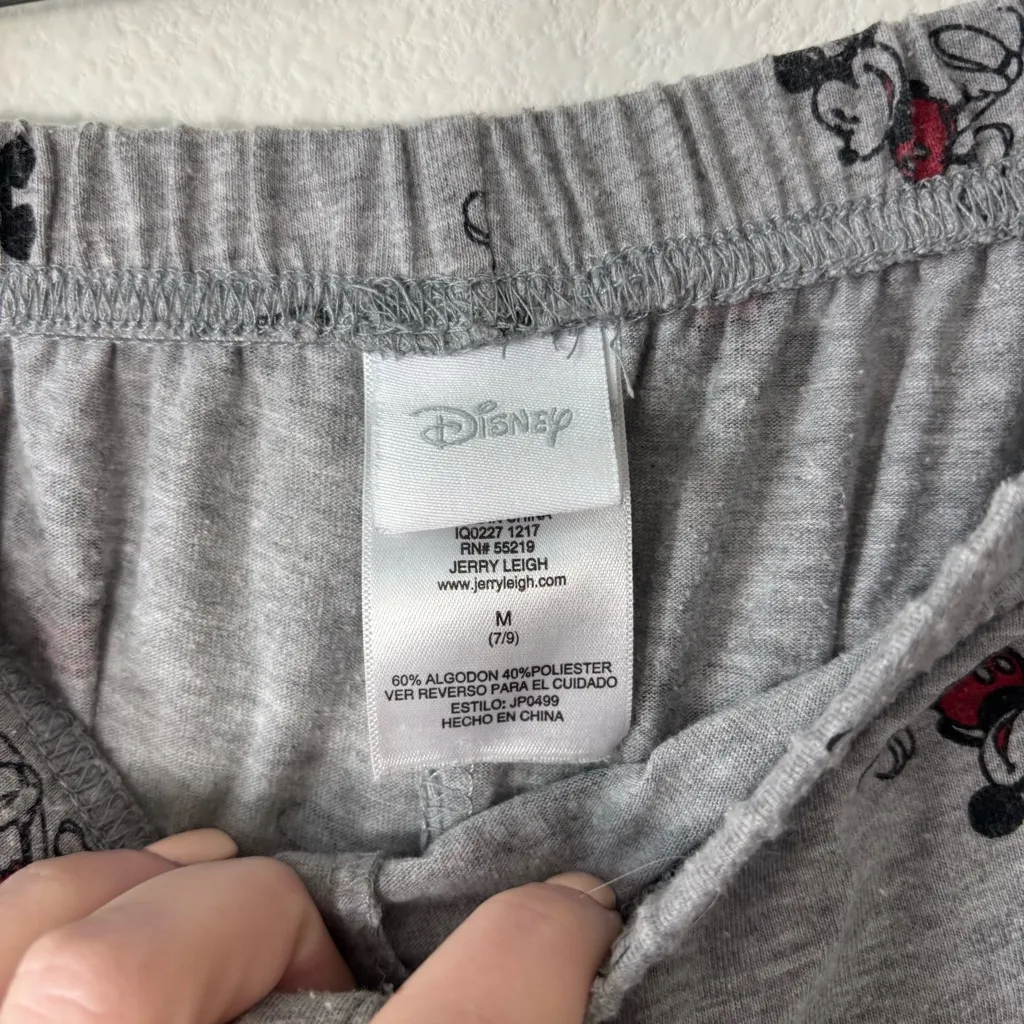 DISNEY
IQ0227 1217
RN# 55219
JERRY LEIGH
www.jerryleigh.com
M
(7/9)
60% ALGODON 40%POLIESTER
VER REVERSO PARA EL CUIDADO
ESTILO: JP0499
HECHO EN CHINA